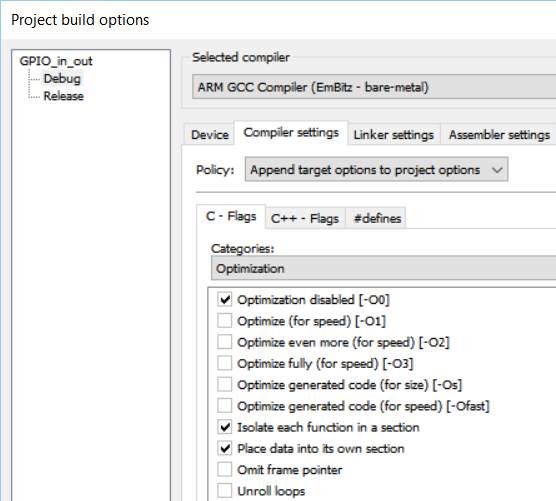 Project build options
GPIO_in_out
Debug
Release
Selected compiler
ARM GCC Compiler (EmBitz - bare-metal)
Device Compiler settings Linker settings Assembler settings
Policy: Append target options to project options
C - Flags C++ - Flags #defines
Categories:
Optimization
Optimization disabled [-O0]
Optimize (for speed) [-O1]
Optimize even more (for speed) [-O2]
Optimize fully (for speed) [-O3]
Optimize generated code (for size) [-Os]
Optimize generated code (for speed) [-Ofast]
Isolate each function in a section
Place data into its own section
Omit frame pointer
Unroll loops